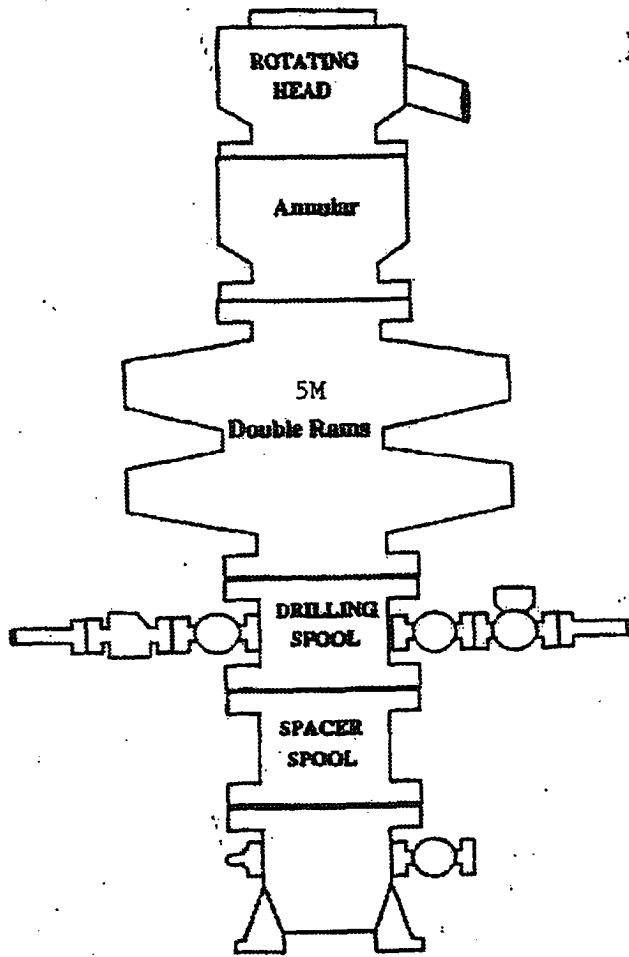 ROTATING
HEAD
Annular
5M
Double Rams
DRILLING
SPOOL
SPACER
SPOOL